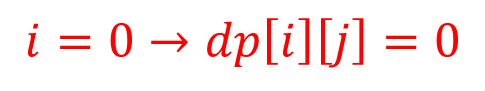 i = 0 → dp[i][j] = 0